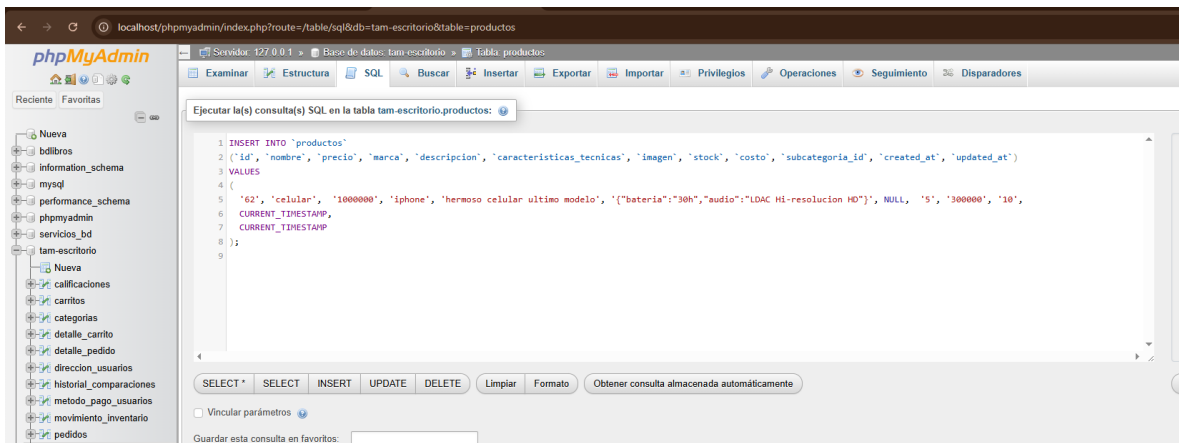 localhost/phpmyadmin/index.php?route=/table/sql&db=tam-escritorio&table=productos
phpMyAdmin
Reciente Favoritas
Nueva
bdlibros
information_schema
mysql
performance_schema
phpmyadmin
servicios_bd
tam-escritorio
Nueva
calificaciones
carritos
categorias
detalle_carrito
detalle_pedido
direccion_usuarios
historial_comparaciones
metodo_pago_usuarios
movimiento_inventario
pedidos
Servidor: 127.0.0.1 » Base de datos: tam-escritorio » Tabla: productos
Examinar Estructura SQL Buscar Insertar Exportar Importar Privilegios Operaciones Seguimiento Disparadores
Ejecutar la(s) consulta(s) SQL en la tabla tam-escritorio.productos:
1 INSERT INTO `productos`
2 (`id`, `nombre`, `precio`, `marca`, `descripcion`, `caracteristicas_tecnicas`, `imagen`, `stock`, `costo`, `subcategoria_id`, `created_at`, `updated_at`)
3 VALUES
4 (
5 '62', 'celular', '1000000', 'iphone', 'hermoso celular ultimo modelo', '{"bateria":"30h","audio":"LDAC Hi-resolucion HD"}', NULL, '5', '300000', '10',
6 CURRENT_TIMESTAMP,
7 CURRENT_TIMESTAMP
8 );
9
SELECT * SELECT INSERT UPDATE DELETE Limpiar Formato Obtener consulta almacenada automáticamente
Vincular parámetros
Guardar esta consulta en favoritos: